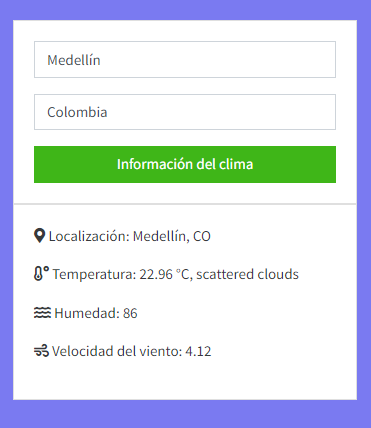 Medellín
Colombia
Información del clima
Localización: Medellín, CO
Temperatura: 22.96 °C, scattered clouds
Humedad: 86
Velocidad del viento: 4.12